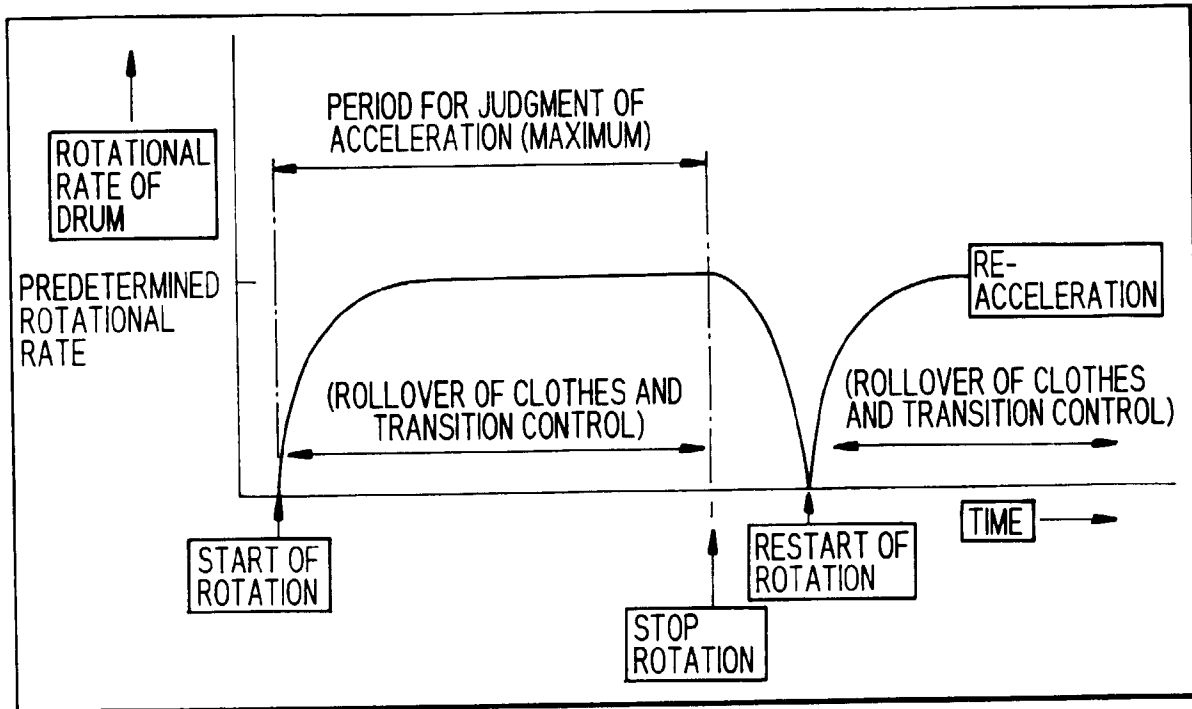 PERIOD FOR JUDGMENT OF
ACCELERATION (MAXIMUM)
ROTATIONAL
RATE OF
DRUM
PREDETERMINED
ROTATIONAL
RATE
RE-
ACCELERATION
(ROLLOVER OF CLOTHES AND
TRANSITION CONTROL)
(ROLLOVER OF CLOTHES
AND TRANSITION CONTROL)
START OF
ROTATION
STOP
ROTATION
RESTART OF
ROTATION
TIME